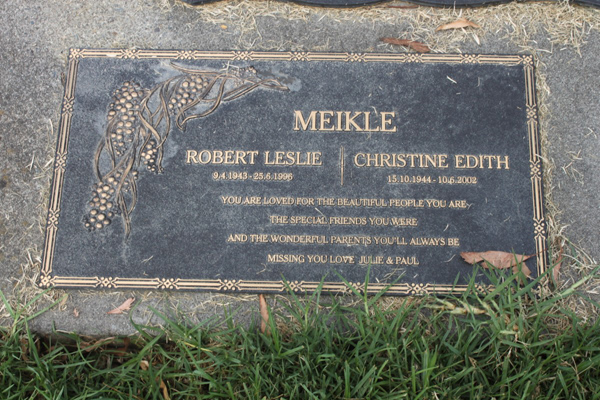 MEIKLE
ROBERT LESLIE
9.4.1943 - 25.6.1996
CHRISTINE EDITH
15.10.1944 - 10.6.2002
YOU ARE LOVED FOR THE BEAUTIFUL PEOPLE YOU ARE
THE SPECIAL FRIENDS YOU WERE
AND THE WONDERFUL PARENTS YOU'LL ALWAYS BE
MISSING YOU LOVE JULIE & PAUL